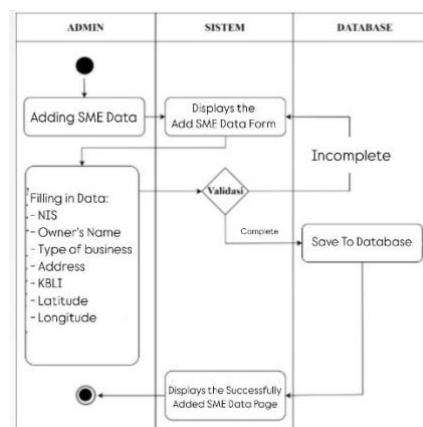 ADMIN
SISTEM
DATABASE
Adding SME Data
Displays the
Add SME Data Form
Incomplete
Filling in Data:
- NIS
- Owner's Name
- Type of business
- Address
- KBLI
- Latitude
- Longitude
Validasi
Complete
Save To Database
Displays the Successfully
Added SME Data Page